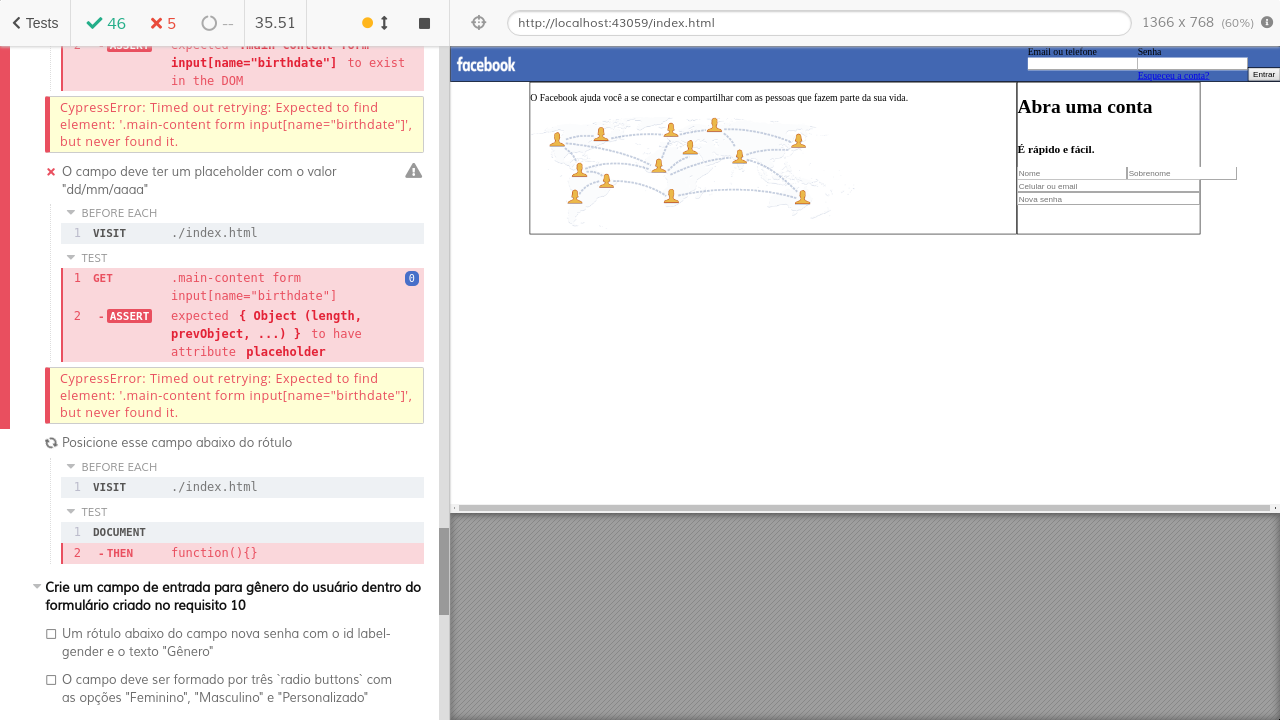 Tests
46
5
--
35.51
http://localhost:43059/index.html
1366 x 768 (60%)
2 - ASSERT expected .main-content form
input[name="birthdate"] to exist
in the DOM
CypressError: Timed out retrying: Expected to find
element: '.main-content form input[name="birthdate"]',
but never found it.
O campo deve ter um placeholder com o valor
"dd/mm/aaaa"
BEFORE EACH
1 VISIT ./index.html
TEST
1 GET .main-content form 0
input[name="birthdate"]
2 - ASSERT expected { Object (length,
prevObject, ...) } to have
attribute placeholder
CypressError: Timed out retrying: Expected to find
element: '.main-content form input[name="birthdate"]',
but never found it.
Posicione esse campo abaixo do rótulo
BEFORE EACH
1 VISIT ./index.html
TEST
1 DOCUMENT
2 - THEN function(){}
Crie um campo de entrada para gênero do usuário dentro do
formulário criado no requisito 10
Um rótulo abaixo do campo nova senha com o id label-
gender e o texto "Gênero"
O campo deve ser formado por três `radio buttons` com
as opções "Feminino", "Masculino" e "Personalizado"
facebook
Email ou telefone
Senha
Esqueceu a conta?
Entrar
O Facebook ajuda você a se conectar e compartilhar com as pessoas que fazem parte da sua vida.
Abra uma conta
É rápido e fácil.
Nome
Sobrenome
Celular ou email
Nova senha